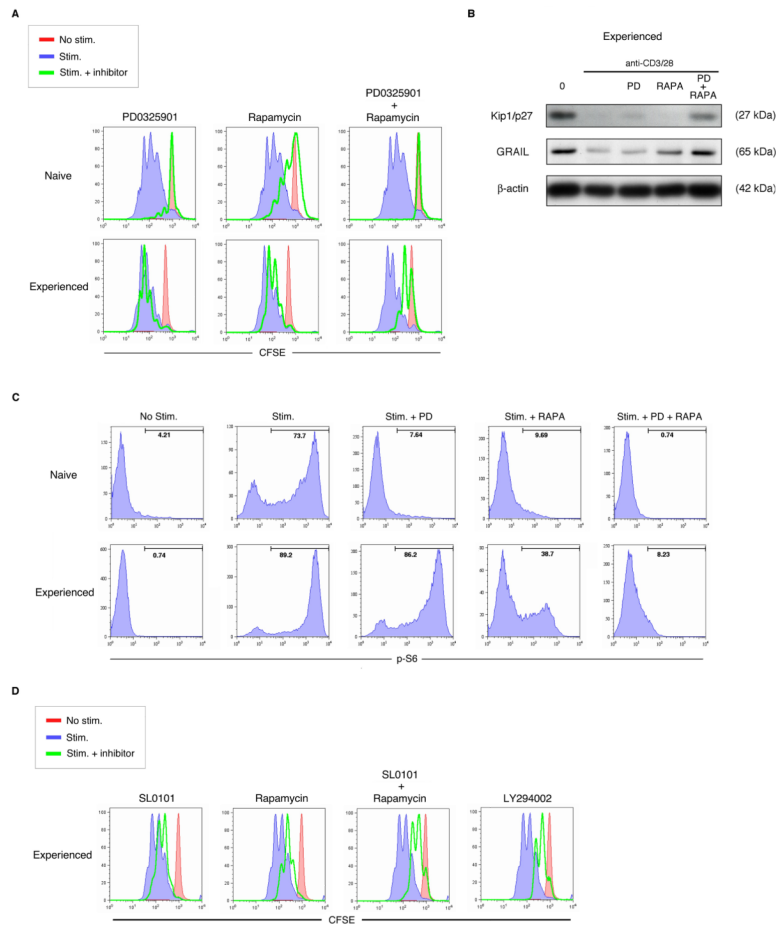 A
No stim.
Stim.
Stim. + inhibitor
PD0325901
Rapamycin
PD0325901
+
Rapamycin
Naive
Experienced
CFSE
B
Experienced
anti-CD3/28
0
PD
RAPA
PD
+
RAPA
Kip1/p27
(27 kDa)
GRAIL
(65 kDa)
β-actin
(42 kDa)
C
No Stim.
Stim.
Stim. + PD
Stim. + RAPA
Stim. + PD + RAPA
Naive
4.21
73.7
7.64
9.69
0.74
Experienced
0.74
89.2
86.2
38.7
8.23
p-S6
D
No stim.
Stim.
Stim. + inhibitor
SL0101
Rapamycin
SL0101
+
Rapamycin
LY294002
Experienced
CFSE